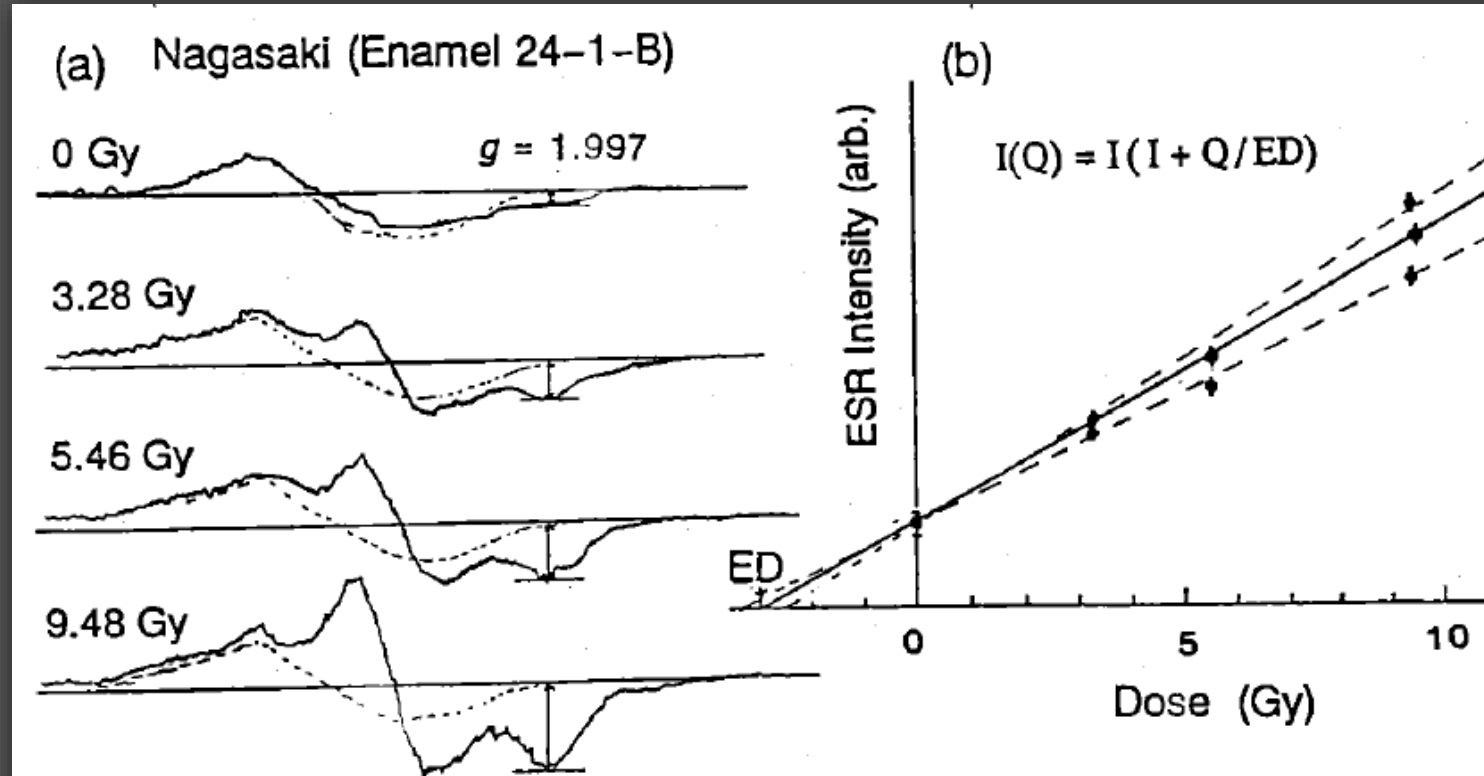 (a) Nagasaki (Enamel 24-1-B)
0 Gy
g = 1.997
3.28 Gy
5.46 Gy
9.48 Gy
(b)
ESR Intensity (arb.)
I(Q) = I(I + Q/ED)
ED
0 5 10
Dose (Gy)